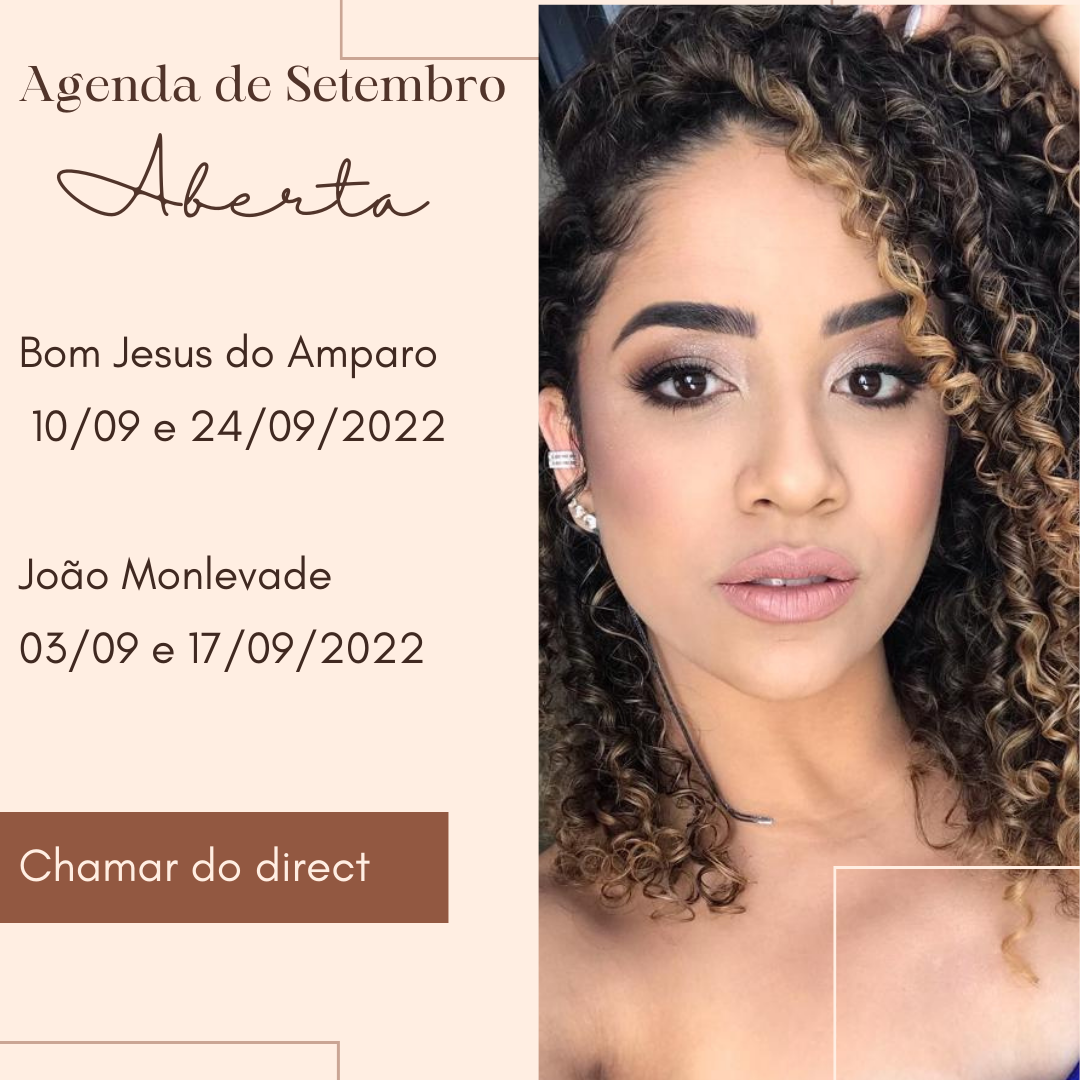 Agenda de Setembro
Aberta
Bom Jesus do Amparo
10/09 e 24/09/2022
João Monlevade
03/09 e 17/09/2022
Chamar do direct